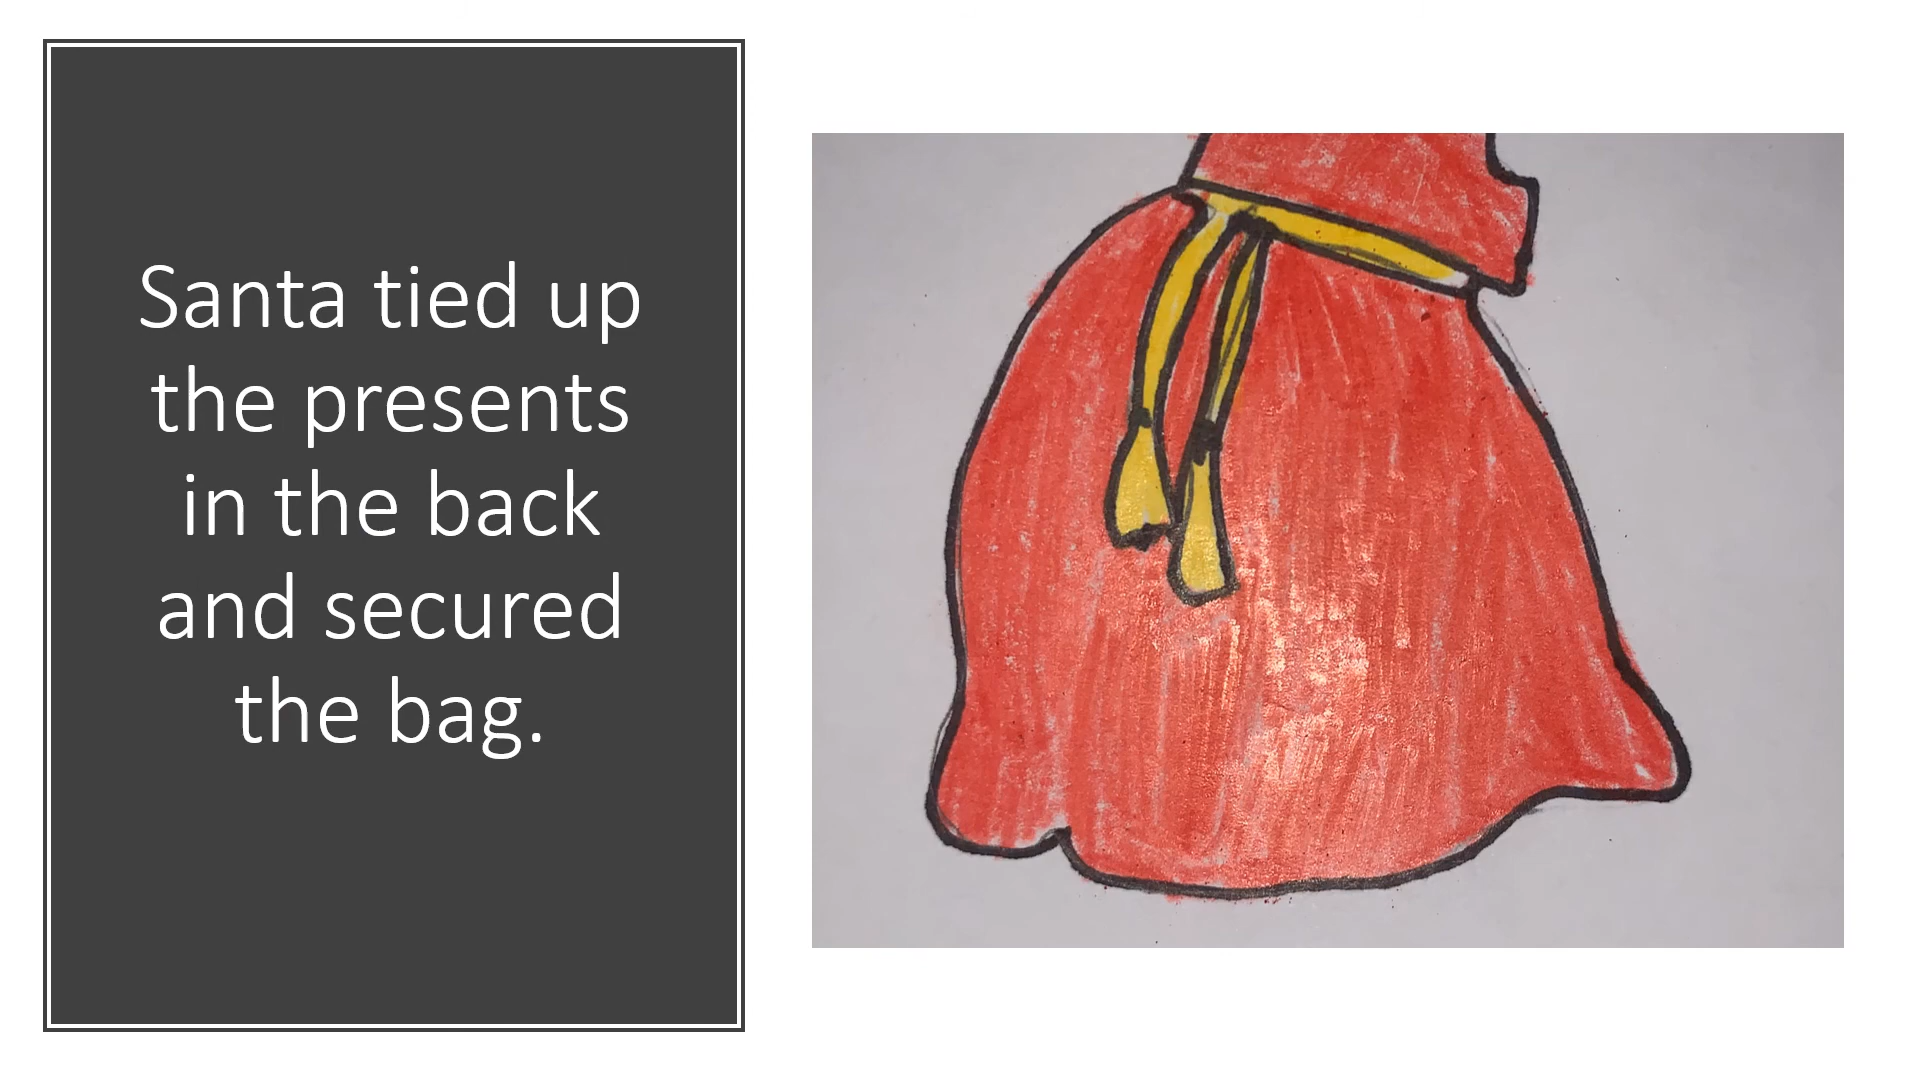 Santa tied up
the presents
in the back
and secured
the bag.